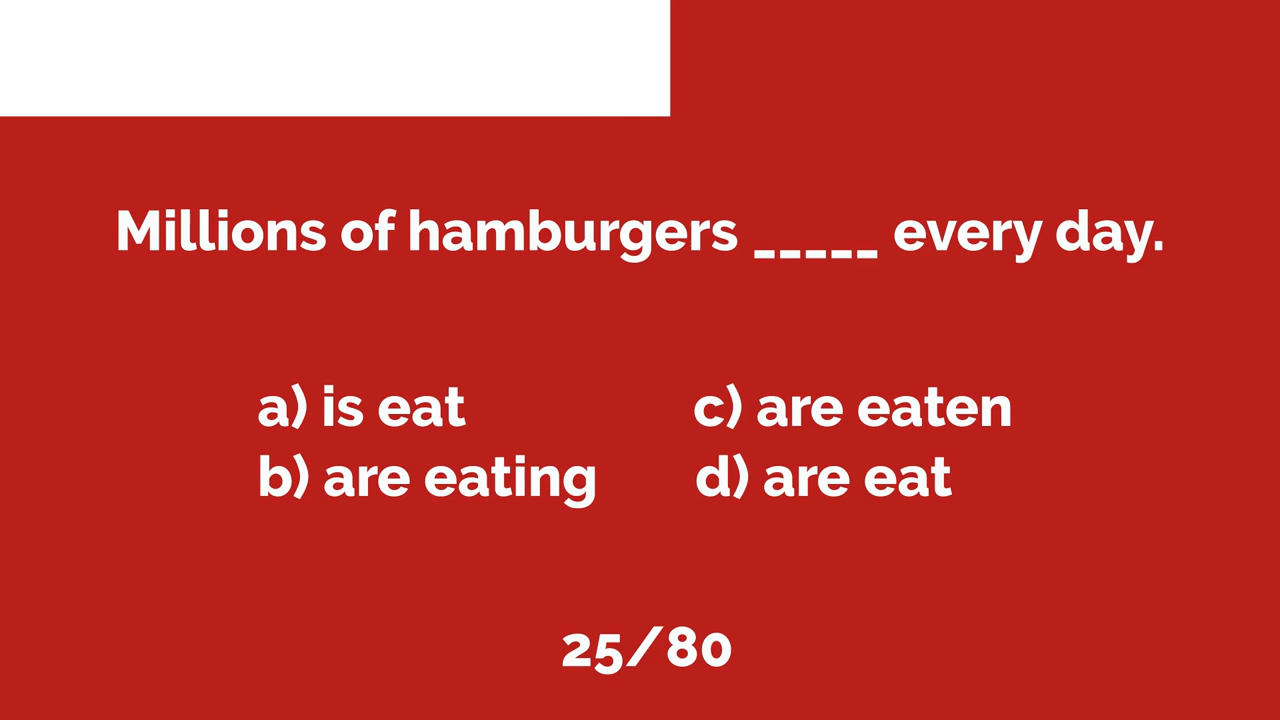 Millions of hamburgers _____ every day.
a) is eat
b) are eating
c) are eaten
d) are eat
25/80